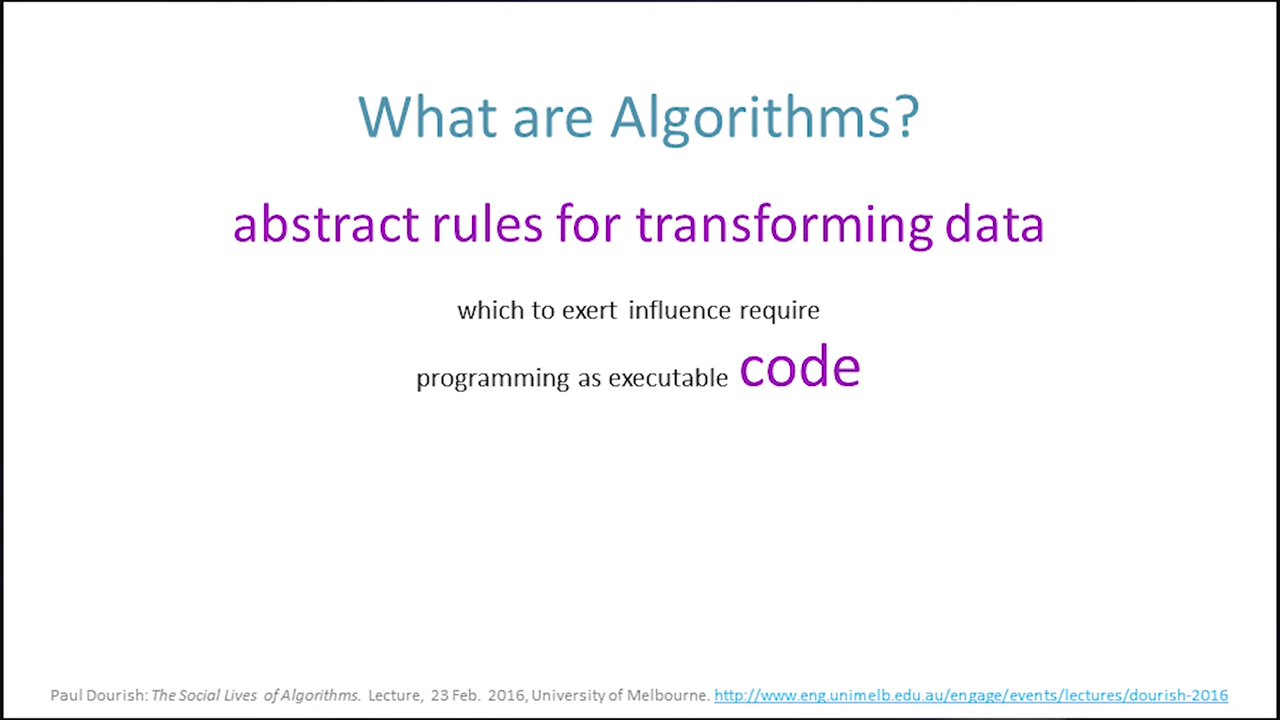 What are Algorithms?
abstract rules for transforming data
which to exert influence require
programming as executable code
Paul Dourish: The Social Lives of Algorithms. Lecture, 23 Feb. 2016, University of Melbourne. http://www.eng.unimelb.edu.au/engage/events/lectures/dourish-2016